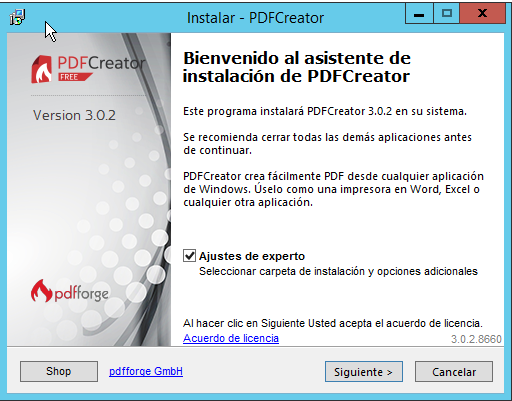 Instalar - PDFCreator
PDFCreator
FREE
Version 3.0.2
pdfforge
Bienvenido al asistente de
instalación de PDFCreator
Este programa instalará PDFCreator 3.0.2 en su sistema.
Se recomienda cerrar todas las demás aplicaciones antes
de continuar.
PDFCreator crea fácilmente PDF desde cualquier aplicación
de Windows. Úselo como una impresora en Word, Excel o
cualquier otra aplicación.
Ajustes de experto
Seleccionar carpeta de instalación y opciones adicionales
Al hacer clic en Siguiente Usted acepta el acuerdo de licencia.
Acuerdo de licencia
3.0.2.8660
Shop
pdfforge GmbH
Siguiente >
Cancelar